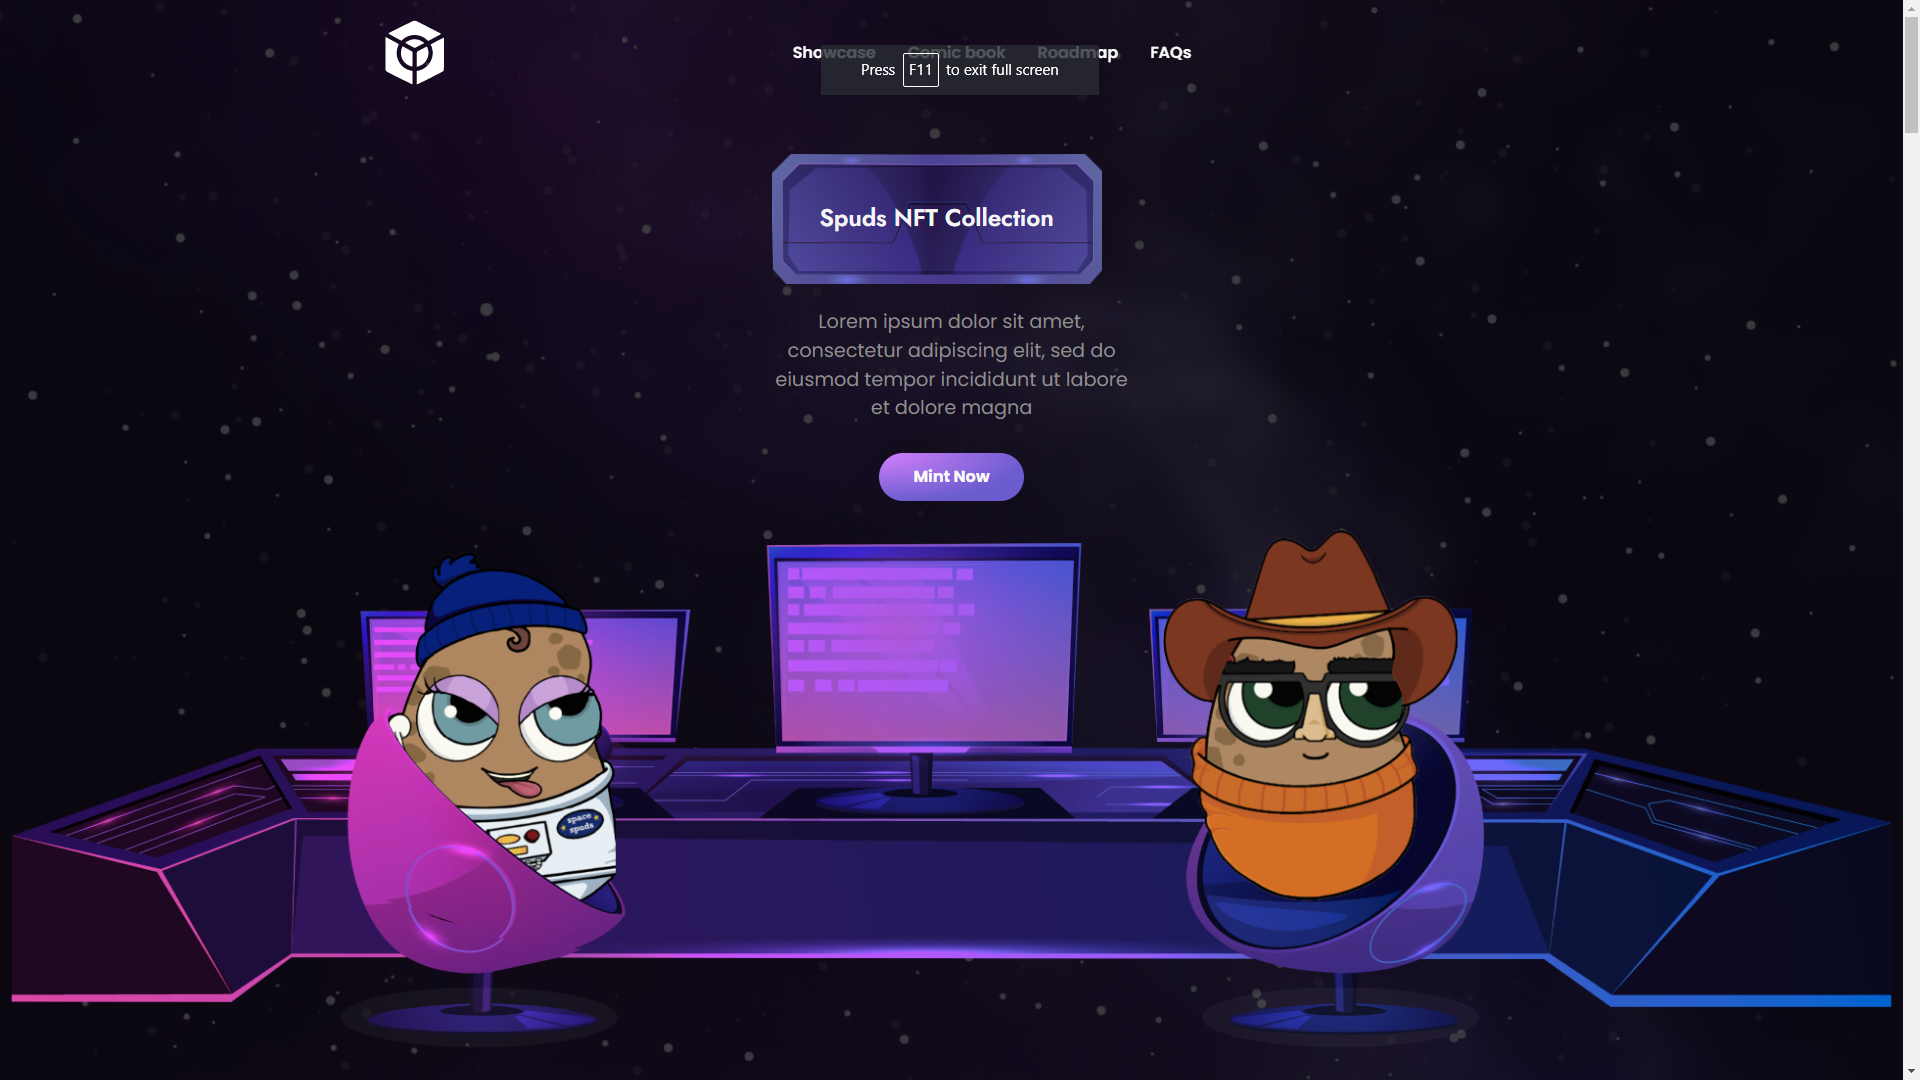 Showcase Comic book Roadmap FAQs
Press F11 to exit full screen
Spuds NFT Collection
Lorem ipsum dolor sit amet,
consectetur adipiscing elit, sed do
eiusmod tempor incididunt ut labore
et dolore magna
Mint Now
space
spuds